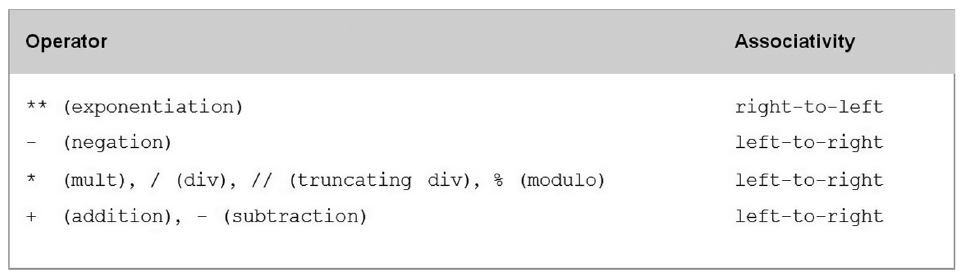 Operator Associativity
** (exponentiation) right-to-left
- (negation) left-to-right
* (mult), / (div), // (truncating div), % (modulo) left-to-right
+ (addition), - (subtraction) left-to-right